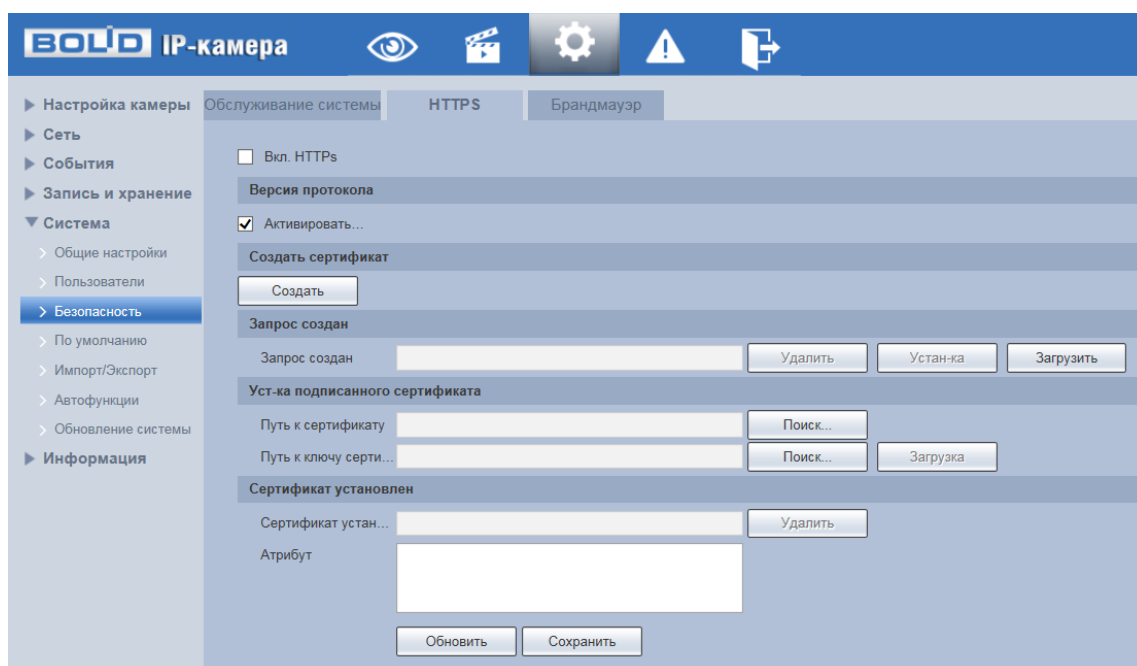 BOLID IP-камера
Настройка камеры
Сеть
События
Запись и хранение
Система
Общие настройки
Пользователи
Безопасность
По умолчанию
Импорт/Экспорт
Автофункции
Обновление системы
Информация
Обслуживание системы HTTPS Брандмауэр
Вкл. HTTPs
Версия протокола
Активировать...
Создать сертификат
Создать
Запрос создан
Запрос создан Удалить Устан-ка Загрузить
Уст-ка подписанного сертификата
Путь к сертификату Поиск...
Путь к ключу серти... Поиск... Загрузка
Сертификат установлен
Сертификат устан... Удалить
Атрибут
Обновить Сохранить